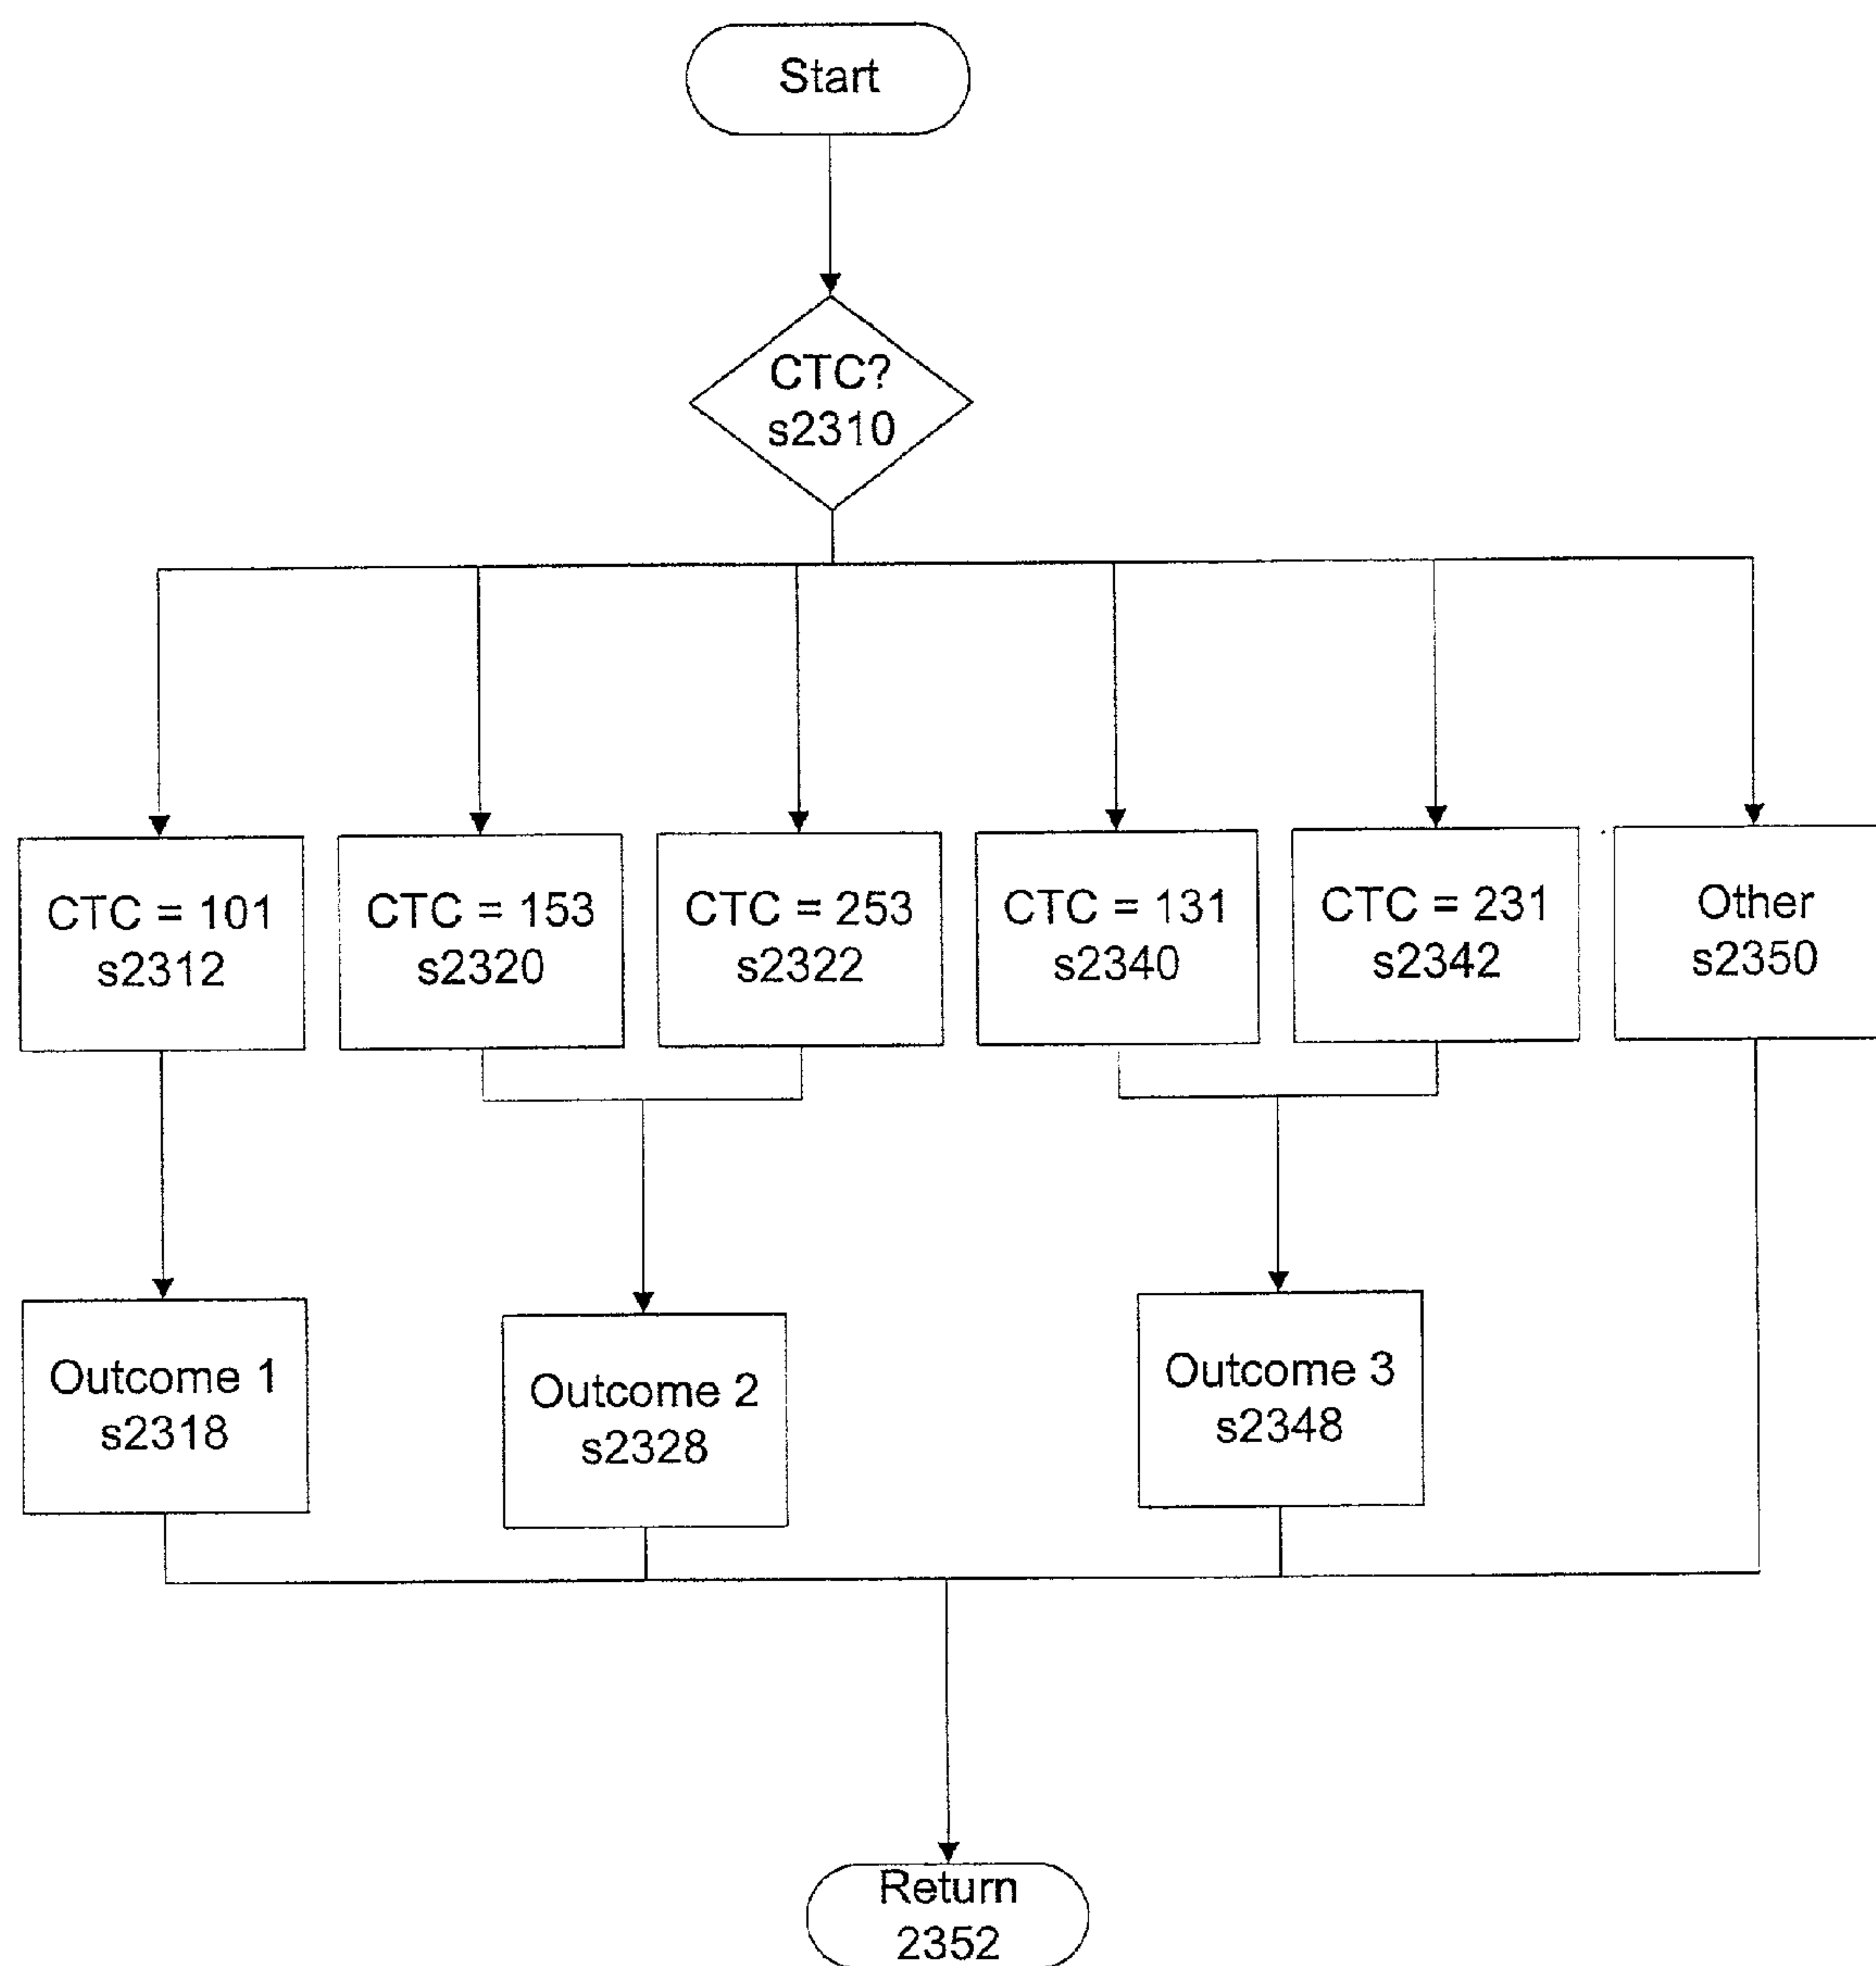 Start
CTC?
s2310
CTC = 101
s2312
CTC = 153
s2320
CTC = 253
s2322
CTC = 131
s2340
CTC = 231
s2342
Other
s2350
Outcome 1
s2318
Outcome 2
s2328
Outcome 3
s2348
Return
2352